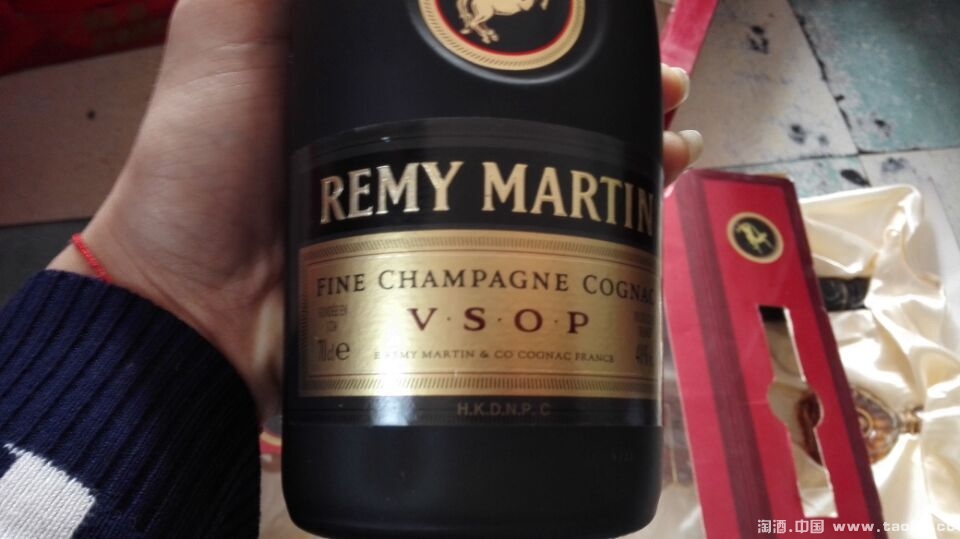 REMY MARTIN
FINE CHAMPAGNE COGNAC
V·S·O·P
70cl e
E. REMY MARTIN & CO COGNAC FRANCE
H.K.D.N.P. C
淘酒.中国